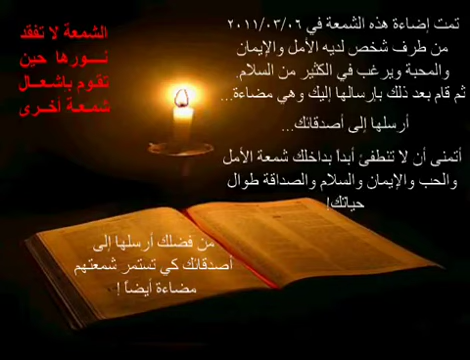 الشمعة لا تفقد
نــورها حين
تقوم بإشعــال
شمـعـة أخــرى
تمت إضاءة هذه الشمعة في ٢٠١١/٠٣/٠٦
من طرف شخص لديه الأمل والإيمان
والمحبة ويرغب في الكثير من السلام.
ثم قام بعد ذلك بإرسالها إليك وهي مضاءة...
أرسلها إلى أصدقائك...
أتمنى أن لا تنطفئ أبداً بداخلك شمعة الأمل
والحب والإيمان والسلام والصداقة طوال
حياتك!
من فضلك أرسلها إلى
أصدقائك كي تستمر شمعتهم
مضاءة أيضاً !